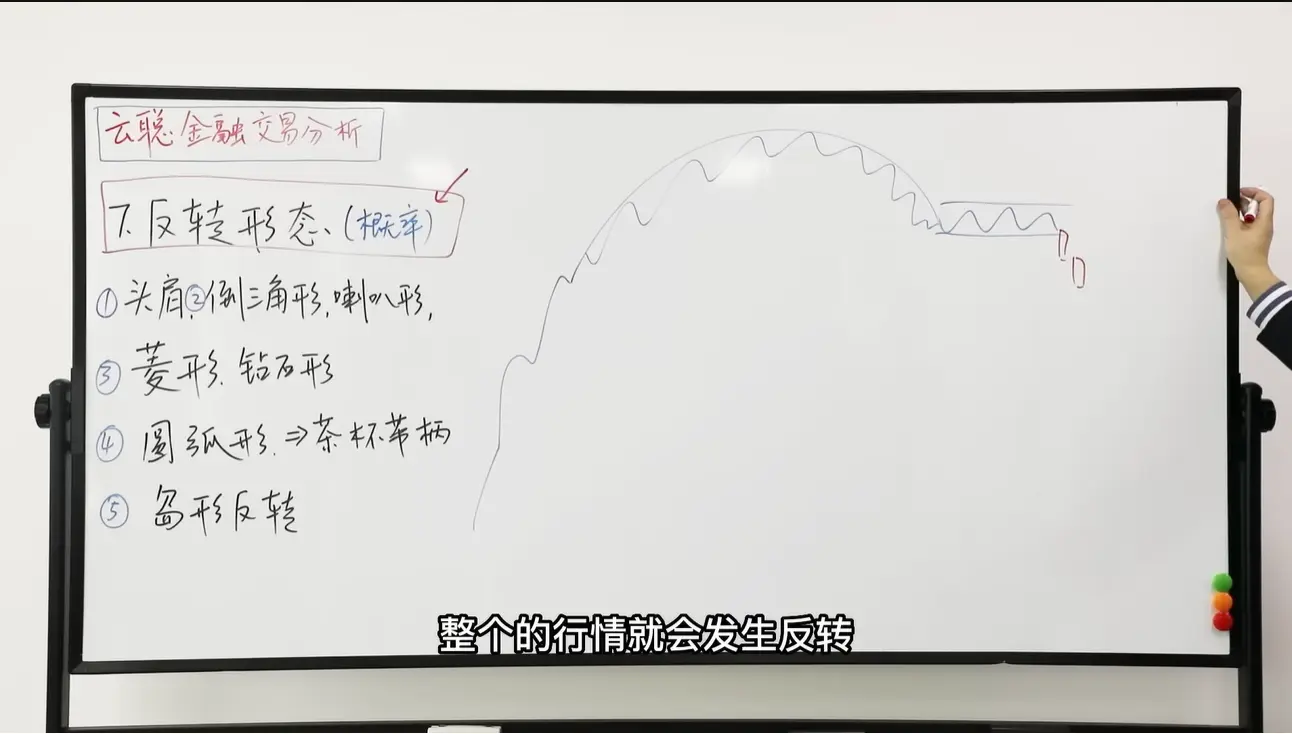 云聪金融交易分析
7.反转形态、(概率)
①头肩,②倒三角形,喇叭形,
③菱形.钻石形
④圆弧形.⇒茶杯带柄
⑤岛形反转
整个的行情就会发生反转